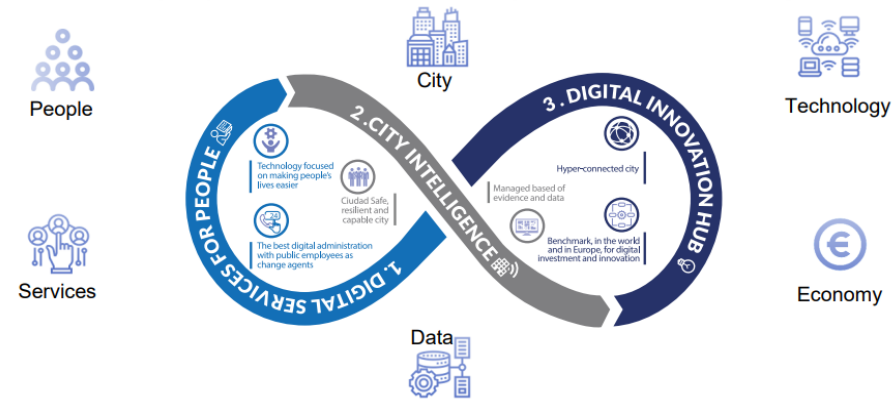 City
People
Technology
1. DIGITAL SERVICES FOR PEOPLE
2.CITY INTELLIGENCE
3. DIGITAL INNOVATION HUB
Technology focused
on making people's
lives easier
24
The best digital administration
with public employees as
change agents
Ciudad Safe,
resilient and
capable city
Managed based of
evidence and data
Hyper-connected city
Benchmark, in the world
and in Europe, for digital
investment and innovation
Services
€
Economy
Data